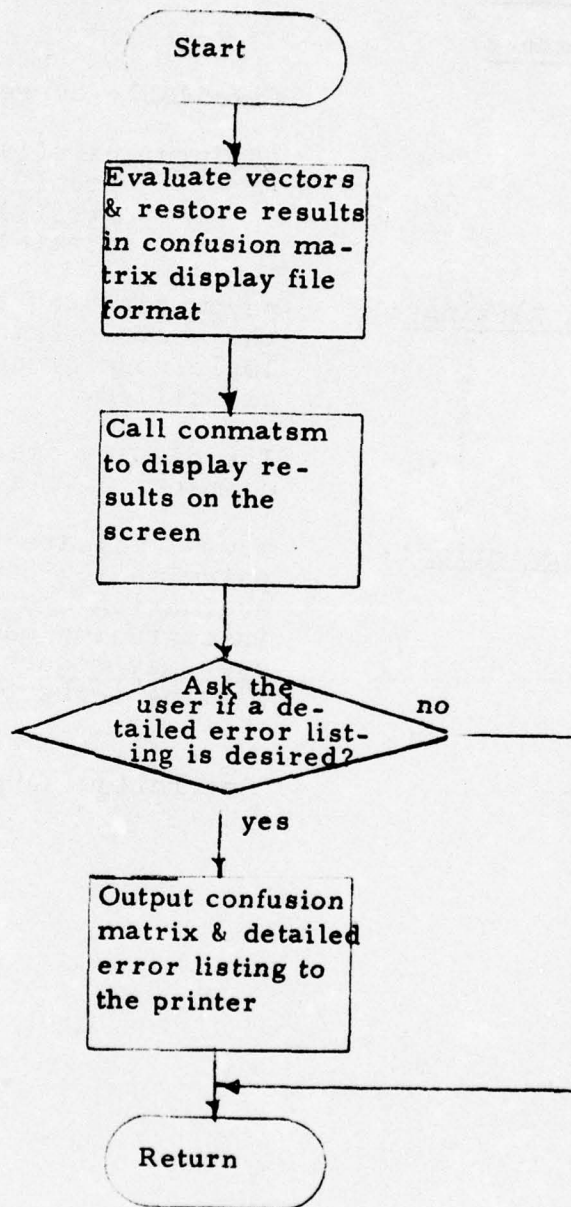 Start
Evaluate vectors
& restore results
in confusion ma-
trix display file
format
Call conmatsm
to display re-
sults on the
screen
Ask the
user if a de-
tailed error list-
ing is desired?
no
yes
Output confusion
matrix & detailed
error listing to
the printer
Return